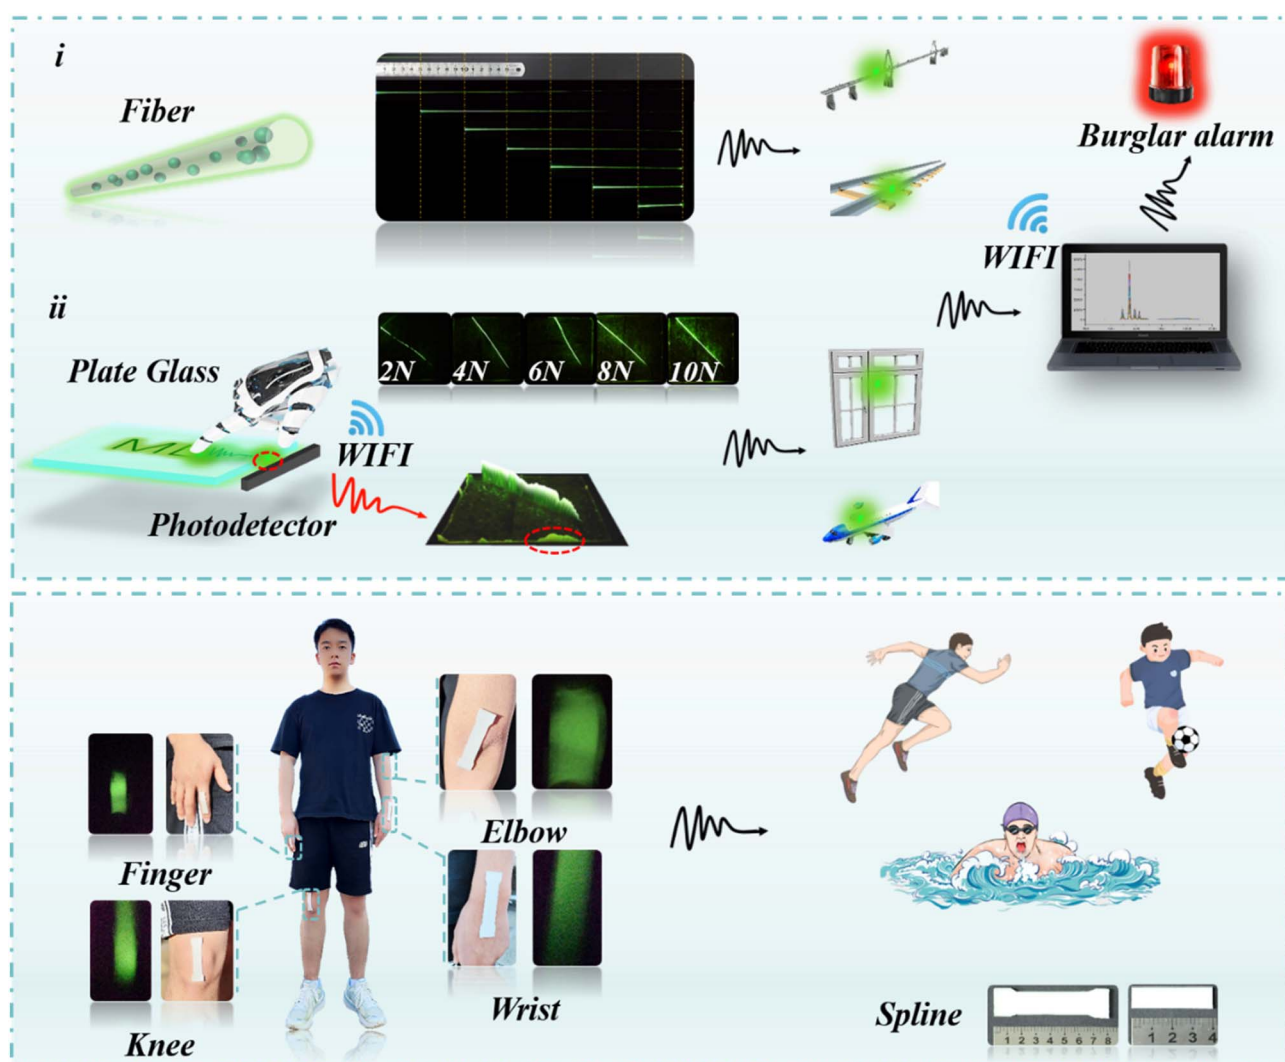 i
Fiber
Burglar alarm
WIFI
ii
Plate Glass
2N 4N 6N 8N 10N
ML
WIFI
Photodetector
Elbow
Finger
Wrist
Knee
Spline
1 2 3 4 5 6 7 8
1 2 3 4